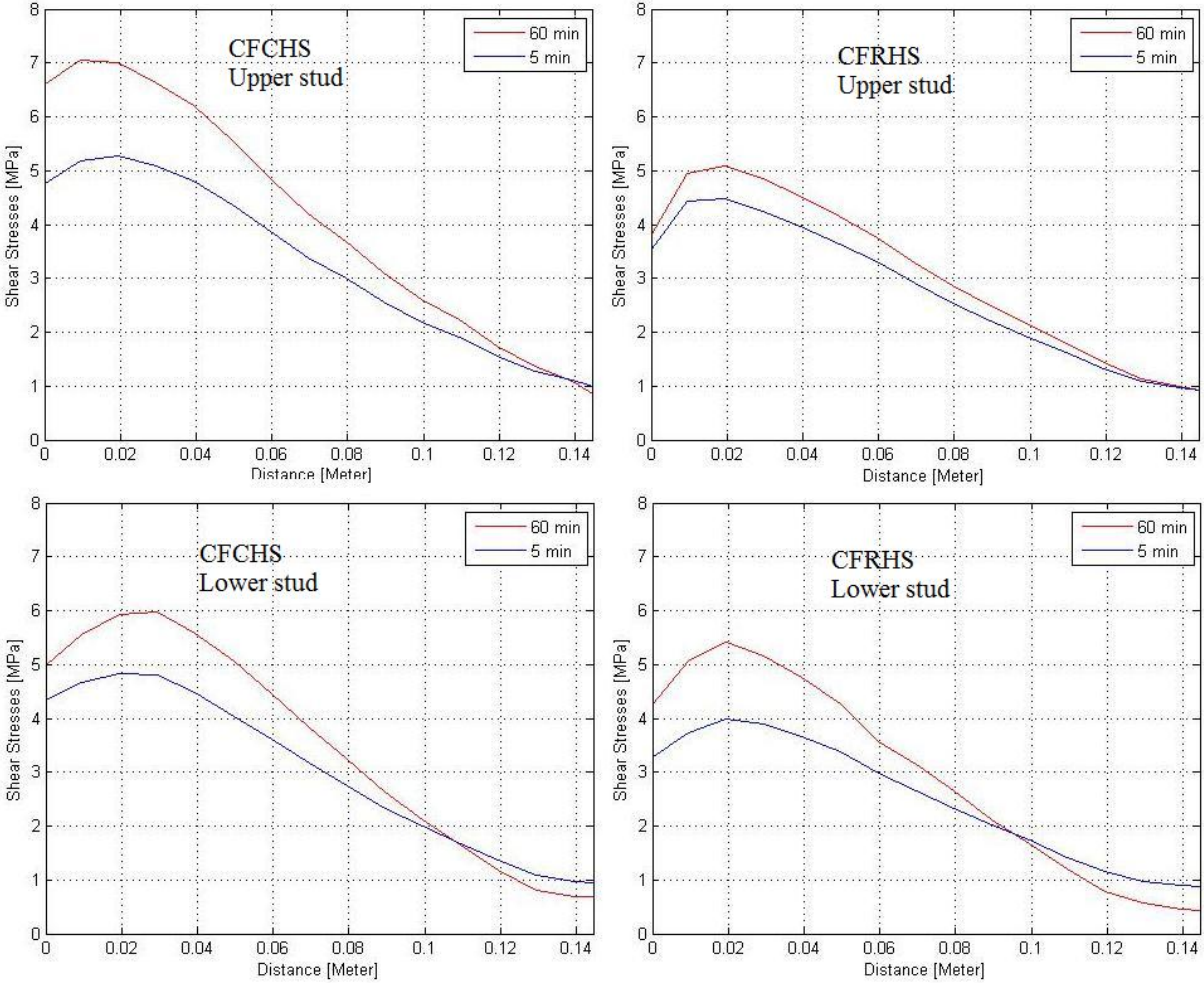 CFCHS
Upper stud
60 min
5 min
Shear Stresses [MPa]
8
7
6
5
4
3
2
1
0
0 0.02 0.04 0.06 0.08 0.1 0.12 0.14
Distance [Meter]
CFRHS
Upper stud
60 min
5 min
Shear Stresses [MPa]
8
7
6
5
4
3
2
1
0
0 0.02 0.04 0.06 0.08 0.1 0.12 0.14
Distance [Meter]
CFCHS
Lower stud
60 min
5 min
Shear Stresses [MPa]
8
7
6
5
4
3
2
1
0
0 0.02 0.04 0.06 0.08 0.1 0.12 0.14
Distance [Meter]
CFRHS
Lower stud
60 min
5 min
Shear Stresses [MPa]
8
7
6
5
4
3
2
1
0
0 0.02 0.04 0.06 0.08 0.1 0.12 0.14
Distance [Meter]